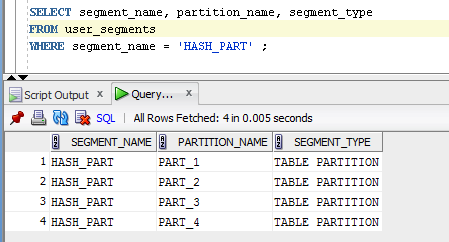 SELECT segment_name, partition_name, segment_type
FROM user_segments
WHERE segment_name = 'HASH_PART' ;
Script Output x Query... x
SQL | All Rows Fetched: 4 in 0.005 seconds
SEGMENT_NAME PARTITION_NAME SEGMENT_TYPE
1 HASH_PART PART_1 TABLE PARTITION
2 HASH_PART PART_2 TABLE PARTITION
3 HASH_PART PART_3 TABLE PARTITION
4 HASH_PART PART_4 TABLE PARTITION